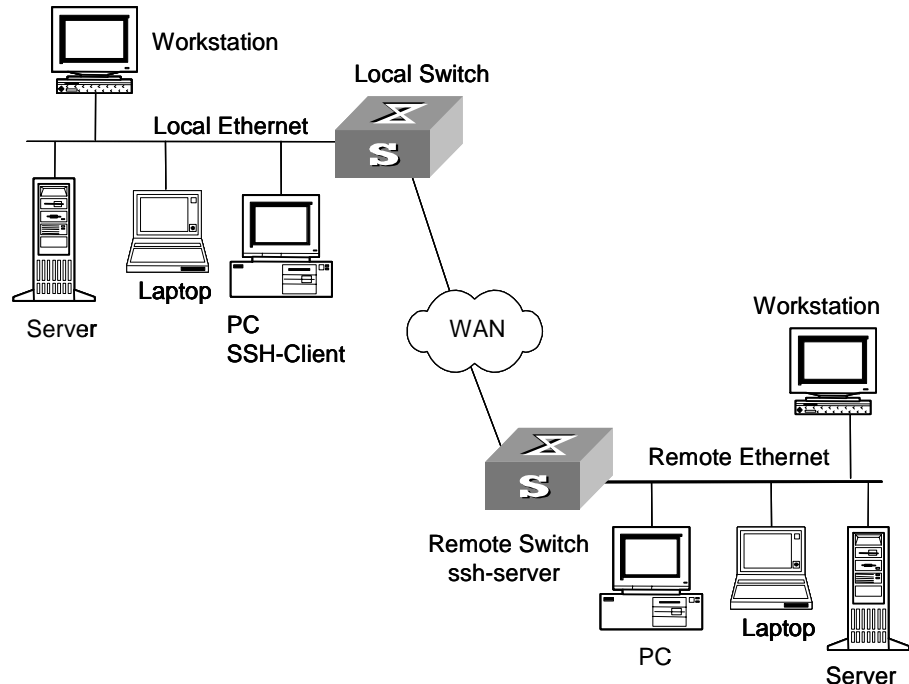 Workstation
Local Switch
Local Ethernet
S
Server
Laptop
PC
SSH-Client
WAN
Workstation
Remote Ethernet
S
Remote Switch
ssh-server
PC
Laptop
Server